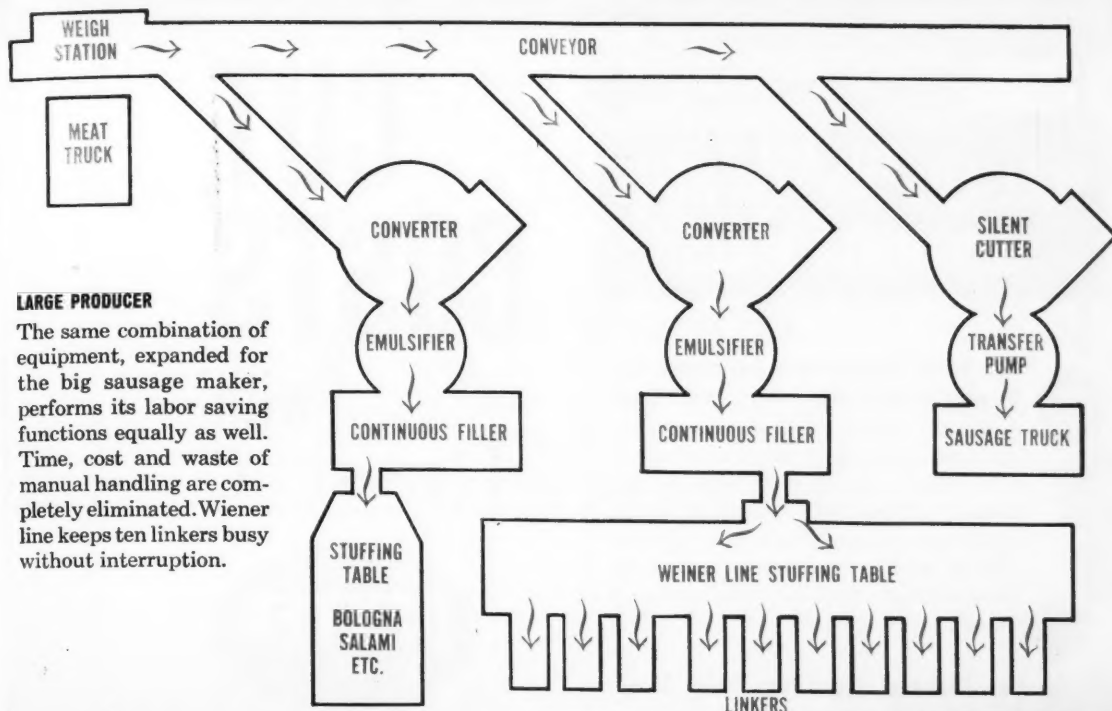 WEIGH
STATION
CONVEYOR
MEAT
TRUCK
CONVERTER
CONVERTER
SILENT
CUTTER
LARGE PRODUCER
The same combination of
equipment, expanded for
the big sausage maker,
performs its labor saving
functions equally as well.
Time, cost and waste of
manual handling are com-
pletely eliminated. Wiener
line keeps ten linkers busy
without interruption.
EMULSIFIER
EMULSIFIER
TRANSFER
PUMP
CONTINUOUS FILLER
CONTINUOUS FILLER
SAUSAGE TRUCK
STUFFING
TABLE
BOLOGNA
SALAMI
ETC.
WEINER LINE STUFFING TABLE
LINKERS